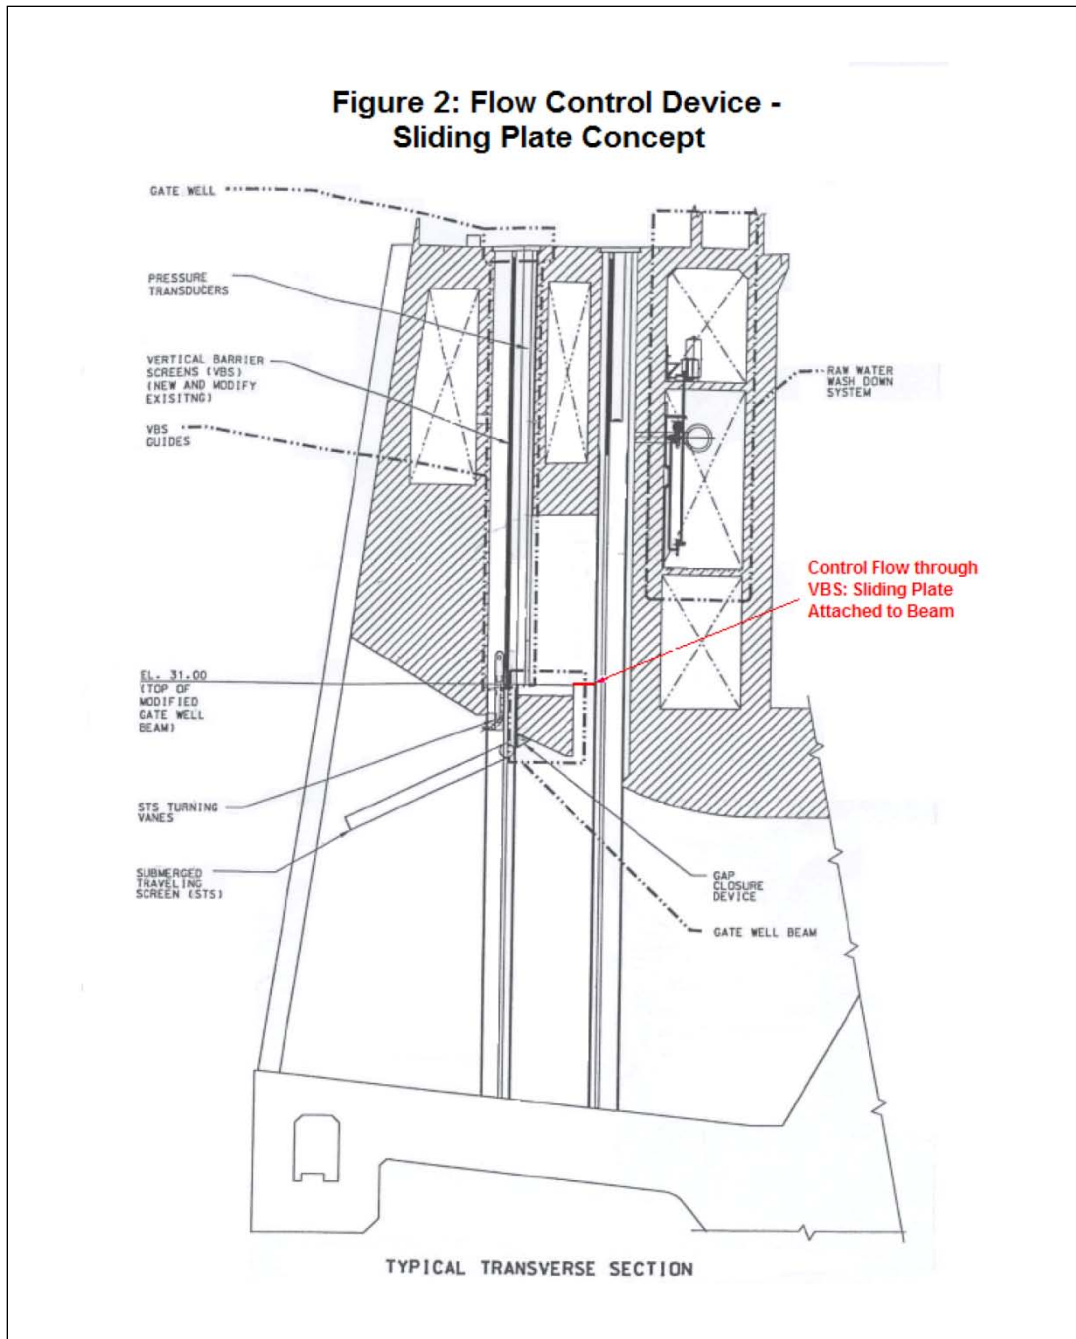 Figure 2: Flow Control Device -
Sliding Plate Concept
GATE WELL
PRESSURE
TRANSDUCERS
VERTICAL BARRIER
SCREENS (VBS)
(NEW AND MODIFY
EXISITNG)
VBS
GUIDES
RAW WATER
WASH DOWN
SYSTEM
Control Flow through
VBS: Sliding Plate
Attached to Beam
EL. 31.00
(TOP OF
MODIFIED
GATE WELL
BEAM)
STS TURNING
VANES
SUBMERGED
TRAVELING
SCREEN (STS)
GAP
CLOSURE
DEVICE
GATE WELL BEAM
TYPICAL TRANSVERSE SECTION